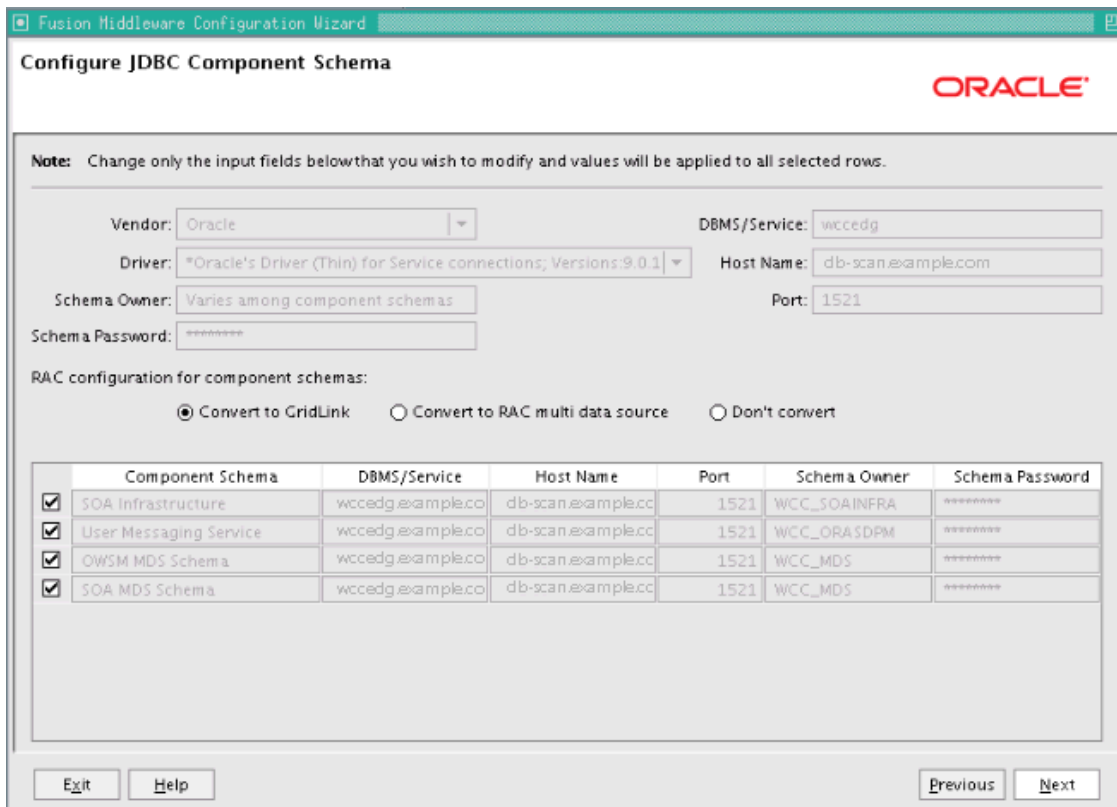 Fusion Middleware Configuration Wizard
Configure JDBC Component Schema
ORACLE
Note: Change only the input fields below that you wish to modify and values will be applied to all selected rows.
Vendor: Oracle DBMS/Service: wccedg
Driver: *Oracle's Driver (Thin) for Service connections; Versions:9.0.1 Host Name: db-scan.example.com
Schema Owner: Varies among component schemas Port: 1521
Schema Password: ********
RAC configuration for component schemas:
Convert to GridLink Convert to RAC multi data source Don't convert
Component Schema DBMS/Service Host Name Port Schema Owner Schema Password
SOA Infrastructure wccedg.example.co db-scan.example.cc 1521 WCC_SOAINFRA ********
User Messaging Service wccedg.example.co db-scan.example.cc 1521 WCC_ORASDPM ********
OWSM MDS Schema wccedg.example.co db-scan.example.cc 1521 WCC_MDS ********
SOA MDS Schema wccedg.example.co db-scan.example.cc 1521 WCC_MDS ********
Exit Help Previous Next